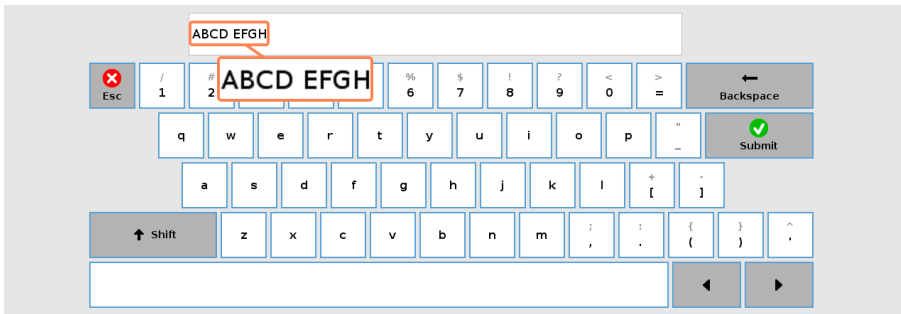 ABCD EFGH
ABCD EFGH
/ # % $ ! ? < >
Esc 1 2 6 7 8 9 0 = Backspace
q w e r t y u i o p " _ Submit
a s d f g h j k l + [ - ]
Shift z x c v b n m ; , : . { ( } ) ^ '